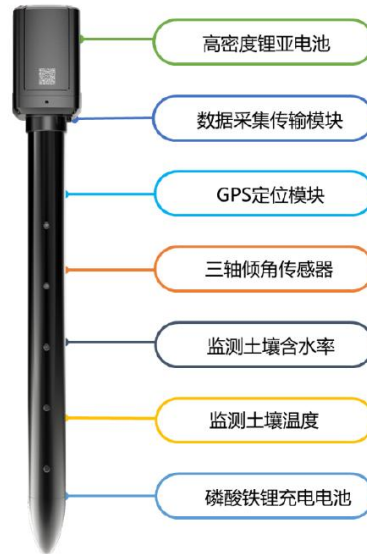 高密度锂亚电池
数据采集传输模块
GPS定位模块
三轴倾角传感器
监测土壤含水率
监测土壤温度
磷酸铁锂充电电池